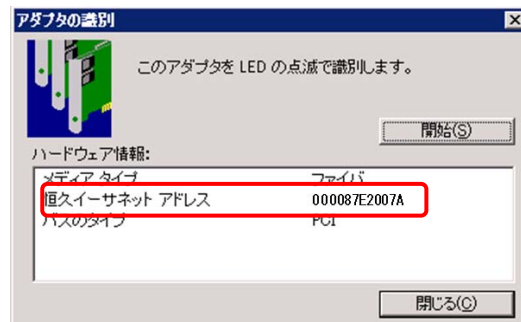 アダプタの識別
このアダプタを LED の点滅で識別します。
開始(S)
ハードウェア情報:
メディア タイプ ファイバ
恒久イーサネット アドレス 000087E2007A
バスのタイプ PCI
閉じる(C)